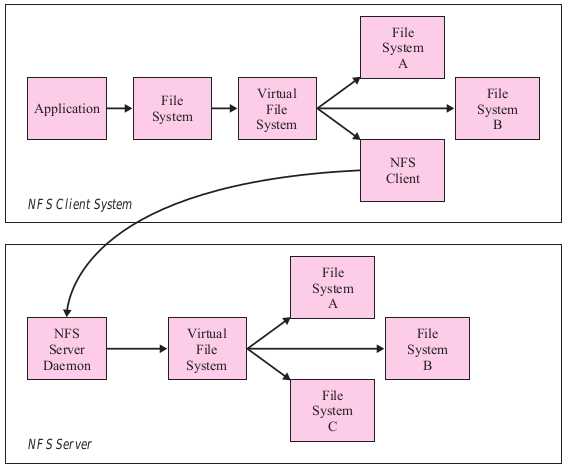 File
System
A
Application
File
System
Virtual
File
System
File
System
B
NFS
Client
NFS Client System
File
System
A
NFS
Server
Daemon
Virtual
File
System
File
System
B
File
System
C
NFS Server